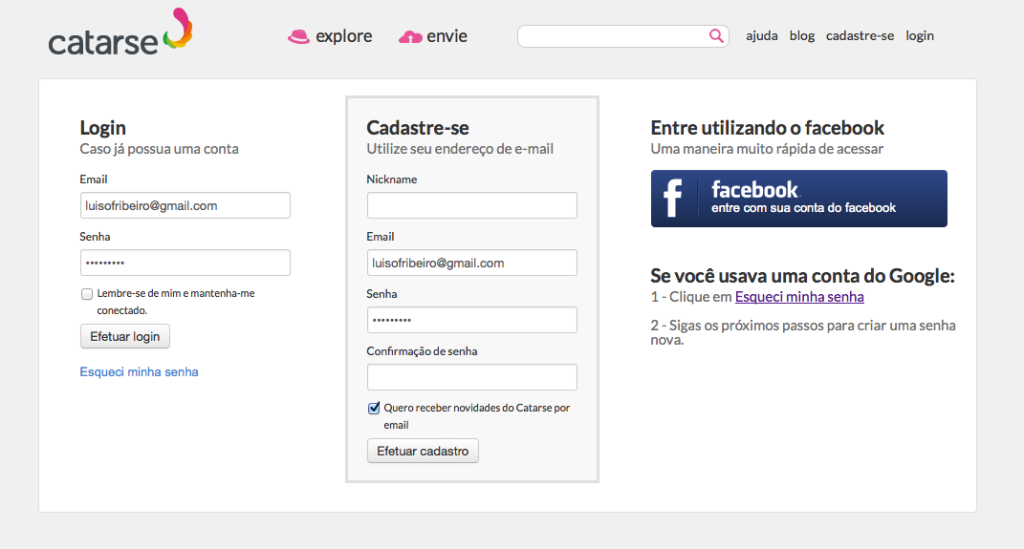 catarse
explore
envie
ajuda
blog
cadastre-se
login
Login
Caso já possua uma conta
Email
luisofribeiro@gmail.com
Senha
•••••••••
Lembre-se de mim e mantenha-me
conectado.
Efetuar login
Esqueci minha senha
Cadastre-se
Utilize seu endereço de e-mail
Nickname
Email
luisofribeiro@gmail.com
Senha
•••••••••
Confirmação de senha
Quero receber novidades do Catarse por
email
Efetuar cadastro
Entre utilizando o facebook
Uma maneira muito rápida de acessar
f
facebook
entre com sua conta do facebook
Se você usava uma conta do Google:
1 - Clique em Esqueci minha senha
2 - Sigas os próximos passos para criar uma senha
nova.